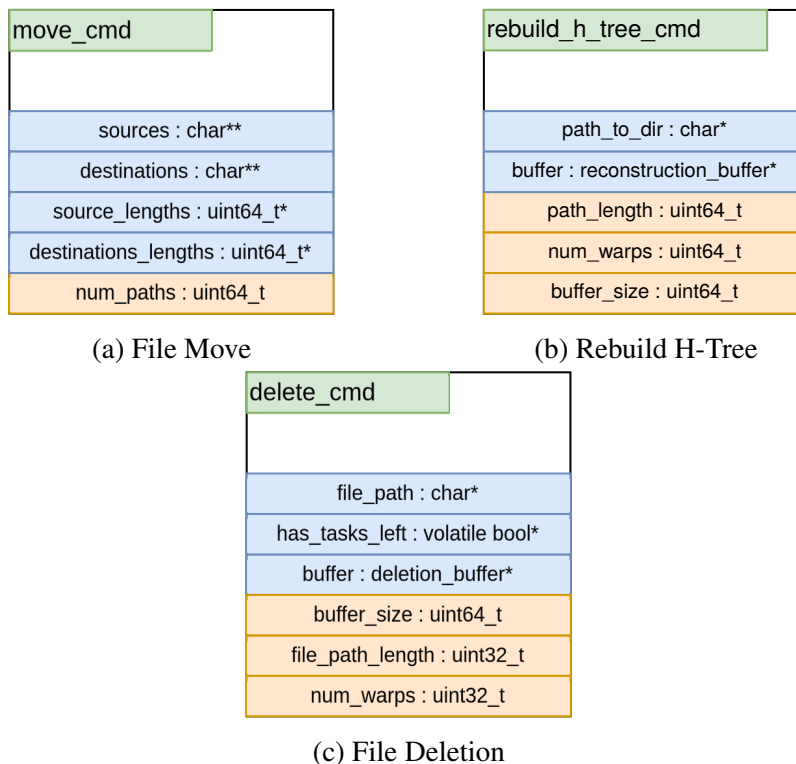 move_cmd
sources : char**
destinations : char**
source_lengths : uint64_t*
destinations_lengths : uint64_t*
num_paths : uint64_t
(a) File Move
rebuild_h_tree_cmd
path_to_dir : char*
buffer : reconstruction_buffer*
path_length : uint64_t
num_warps : uint64_t
buffer_size : uint64_t
(b) Rebuild H-Tree
delete_cmd
file_path : char*
has_tasks_left : volatile bool*
buffer : deletion_buffer*
buffer_size : uint64_t
file_path_length : uint32_t
num_warps : uint32_t
(c) File Deletion